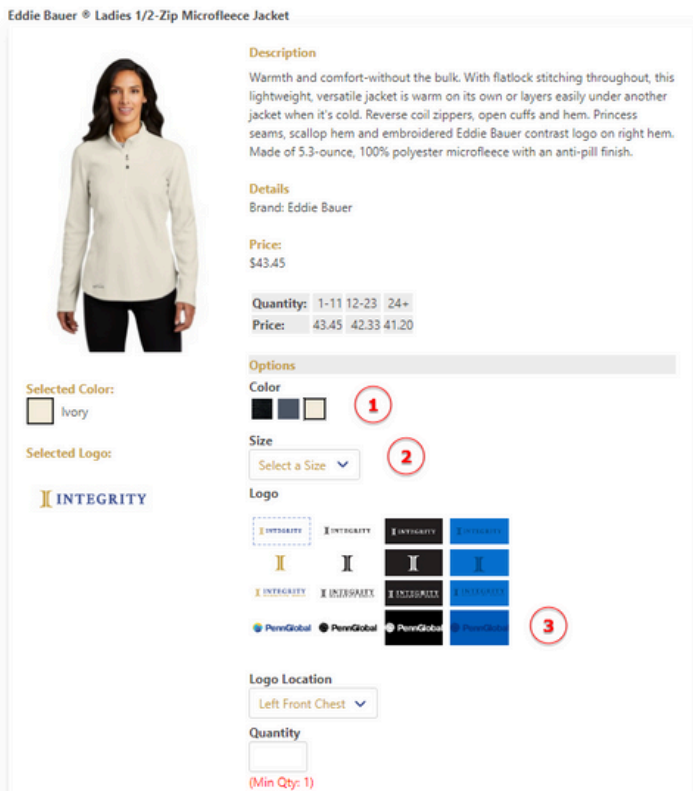 Eddie Bauer ® Ladies 1/2-Zip Microfleece Jacket
Description
Warmth and comfort-without the bulk. With flatlock stitching throughout, this
lightweight, versatile jacket is warm on its own or layers easily under another
jacket when it's cold. Reverse coil zippers, open cuffs and hem. Princess
seams, scallop hem and embroidered Eddie Bauer contrast logo on right hem.
Made of 5.3-ounce, 100% polyester microfleece with an anti-pill finish.
Details
Brand: Eddie Bauer
Price:
$43.45
Quantity: 1-11 12-23 24+
Price: 43.45 42.33 41.20
Options
Selected Color:
Ivory
Selected Logo:
INTEGRITY
Color
1
Size
Select a Size
2
Logo
INTEGRITY INTEGRITY INTEGRITY INTEGRITY
INTEGRITY INTEGRITY INTEGRITY INTEGRITY
PennGlobal PennGlobal PennGlobal PennGlobal
3
Logo Location
Left Front Chest
Quantity
(Min Qty: 1)